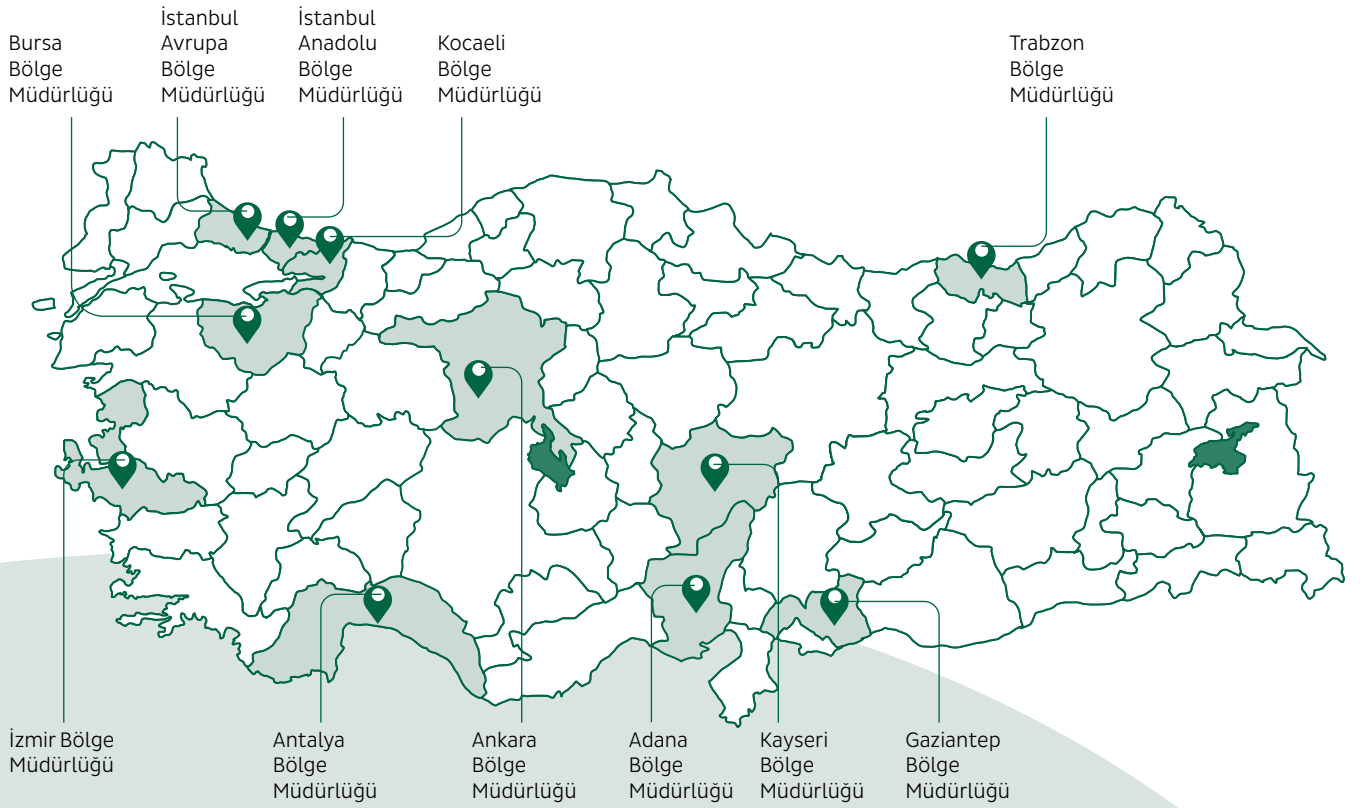 Bursa
Bölge
Müdürlüğü
İstanbul
Avrupa
Bölge
Müdürlüğü
İstanbul
Anadolu
Bölge
Müdürlüğü
Kocaeli
Bölge
Müdürlüğü
Trabzon
Bölge
Müdürlüğü
İzmir Bölge
Müdürlüğü
Antalya
Bölge
Müdürlüğü
Ankara
Bölge
Müdürlüğü
Adana
Bölge
Müdürlüğü
Kayseri
Bölge
Müdürlüğü
Gaziantep
Bölge
Müdürlüğü